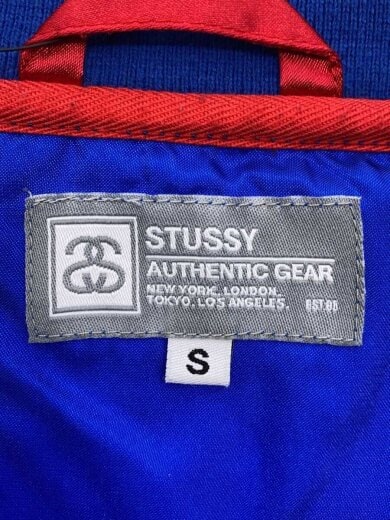 STUSSY
AUTHENTIC GEAR
NEW YORK. LONDON.
TOKYO. LOS ANGELES.
S